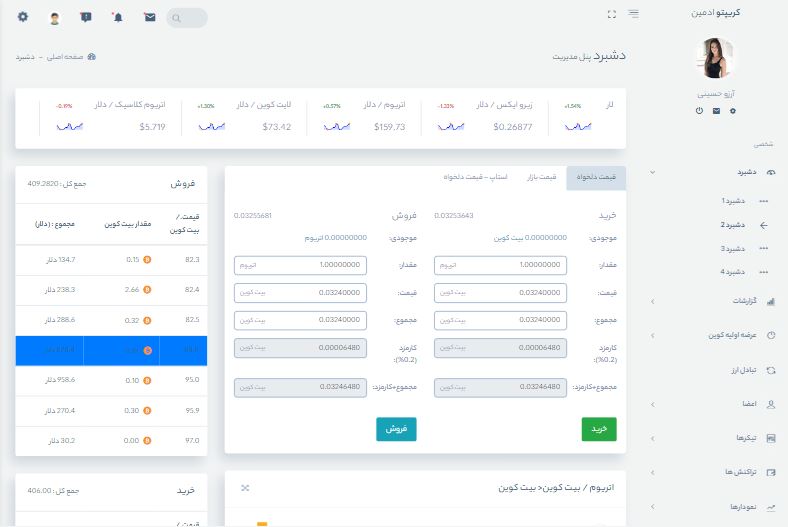 کریپتو ادمین
آرزو حسینی
شخصی
دشبرد
دشبرد 1
دشبرد 2
دشبرد 3
دشبرد 4
گزارشات
عرضه اولیه کوین
تبادل ارز
اعضا
تیکرها
تراکنش ها
نمودارها
دشبرد پنل مدیریت
صفحه اصلی - دشبرد
لار
+1.54%
زیرو ایکس / دلار
-1.33%
$0.26877
اتریوم / دلار
+0.57%
$159.73
لایت کوین / دلار
+1.30%
$73.42
اتریوم کلاسیک / دلار
-0.19%
$5.719
قیمت دلخواه
قیمت بازار
استاپ - قیمت دلخواه
خرید
0.03253643
موجودی:
0.00000000 بیت کوین
مقدار:
1.00000000
اتریوم
قیمت:
0.03240000
بیت کوین
مجموع:
0.03240000
بیت کوین
کارمزد
(0.2%):
0.00006480
بیت کوین
مجموع+کارمزد:
0.03246480
بیت کوین
خرید
فروش
0.03255681
موجودی:
0.00000000 اتریوم
مقدار:
1.00000000
اتریوم
قیمت:
0.03240000
بیت کوین
مجموع:
0.03240000
بیت کوین
کارمزد
(0.2%):
0.00006480
بیت کوین
مجموع+کارمزد:
0.03246480
بیت کوین
فروش
اتریوم / بیت کوین> بیت کوین
فروش
جمع کل : 409.2820
قیمت /
بیت کوین
مقدار بیت کوین
مجموع : (دلار)
82.3
0.15
134.7 دلار
82.4
2.66
238.3 دلار
82.5
0.32
288.6 دلار
دلار
95.0
0.10
958.6 دلار
95.9
0.30
270.4 دلار
97.0
0.00
30.2 دلار
خرید
جمع کل : 406.00
قیمت /